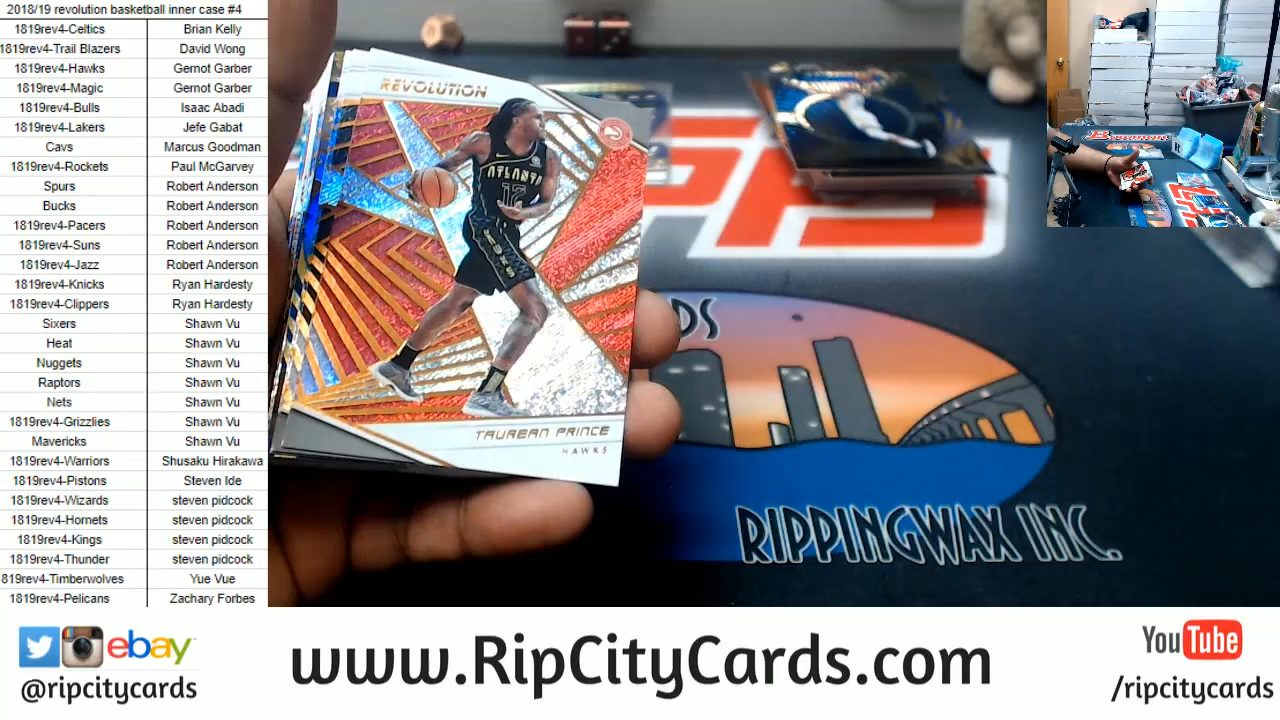 2018/19 revolution basketball inner case #4
1819rev4-Celtics Brian Kelly
1819rev4-Trail Blazers David Wong
1819rev4-Hawks Gernot Garber
1819rev4-Magic Gernot Garber
1819rev4-Bulls Isaac Abadi
1819rev4-Lakers Jefe Gabat
Cavs Marcus Goodman
1819rev4-Rockets Paul McGarvey
Spurs Robert Anderson
Bucks Robert Anderson
1819rev4-Pacers Robert Anderson
1819rev4-Suns Robert Anderson
1819rev4-Jazz Robert Anderson
1819rev4-Knicks Ryan Hardesty
1819rev4-Clippers Ryan Hardesty
Sixers Shawn Vu
Heat Shawn Vu
Nuggets Shawn Vu
Raptors Shawn Vu
Nets Shawn Vu
1819rev4-Grizzlies Shawn Vu
Mavericks Shawn Vu
1819rev4-Warriors Shusaku Hirakawa
1819rev4-Pistons Steven Ide
1819rev4-Wizards steven pidcock
1819rev4-Hornets steven pidcock
1819rev4-Kings steven pidcock
1819rev4-Thunder steven pidcock
819rev4-Timberwolves Yue Vue
1819rev4-Pelicans Zachary Forbes
REVOLUTION
ATLANTA
12
TAUREAN PRINCE
HAWKS
RIPPINGWAX INC.
ebay
@ripcitycards
www.RipCityCards.com
YouTube
/ripcitycards